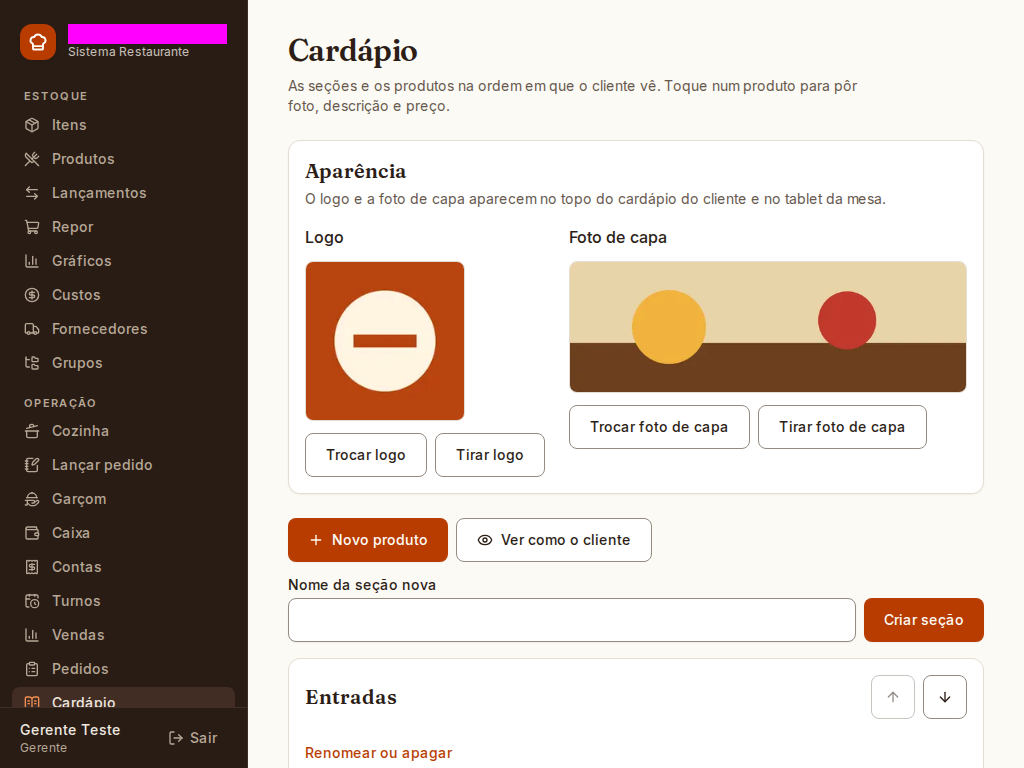 Sistema Restaurante
ESTOQUE
Itens
Produtos
Lançamentos
Repor
Gráficos
Custos
Fornecedores
Grupos
OPERAÇÃO
Cozinha
Lançar pedido
Garçom
Caixa
Contas
Turnos
Vendas
Pedidos
Cardápio
Gerente Teste
Gerente
Sair
Cardápio
As seções e os produtos na ordem em que o cliente vê. Toque num produto para pôr
foto, descrição e preço.
Aparência
O logo e a foto de capa aparecem no topo do cardápio do cliente e no tablet da mesa.
Logo
Foto de capa
Trocar logo
Tirar logo
Trocar foto de capa
Tirar foto de capa
Novo produto
Ver como o cliente
Nome da seção nova
Criar seção
Entradas
Renomear ou apagar